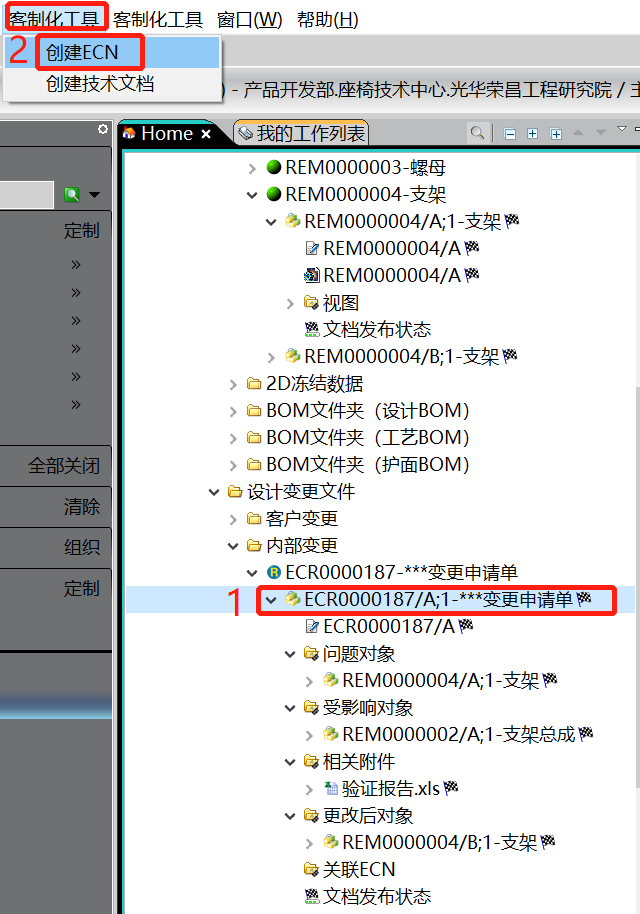 客制化工具 客制化工具 窗口(W) 帮助(H)
2 创建ECN
创建技术文档
) - 产品开发部.座椅技术中心.光华荣昌工程研究院 / 主
Home 我的工作列表
REM0000003-螺母
REM0000004-支架
定制
REM0000004/A;1-支架
REM0000004/A
»
REM0000004/A
»
视图
»
文档发布状态
»
REM0000004/B;1-支架
»
2D冻结数据
»
BOM文件夹（设计BOM）
BOM文件夹（工艺BOM）
BOM文件夹（护面BOM）
全部关闭
设计变更文件
清除
客户变更
内部变更
组织
ECR0000187-***变更申请单
定制
1 ECR0000187/A;1-***变更申请单
ECR0000187/A
问题对象
REM0000004/A;1-支架
受影响对象
REM0000002/A;1-支架总成
相关附件
验证报告.xls
更改后对象
REM0000004/B;1-支架
关联ECN
文档发布状态